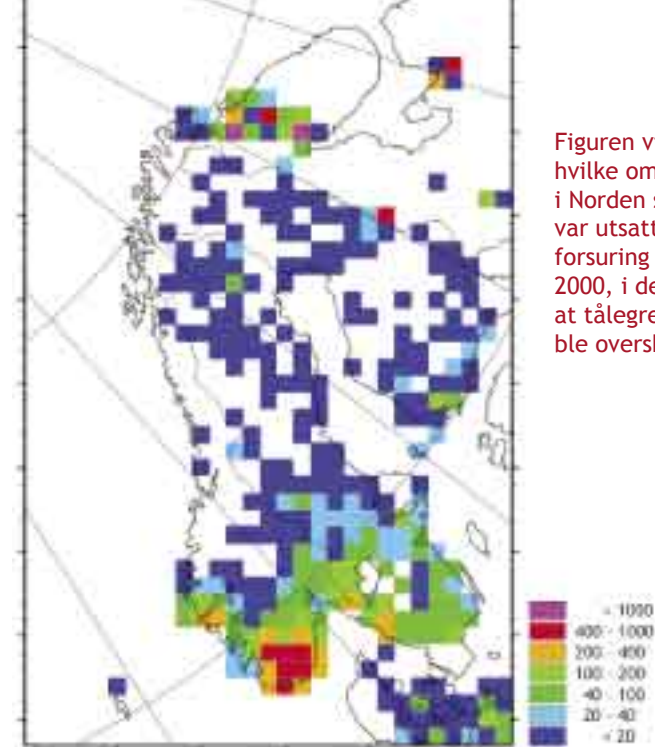 Figuren v
hvilke om
i Norden s
var utsatt
forsuring
2000, i de
at tålegre
ble overs
1000
400 - 1000
200 - 400
100 - 200
40 - 100
20 - 40
< 20